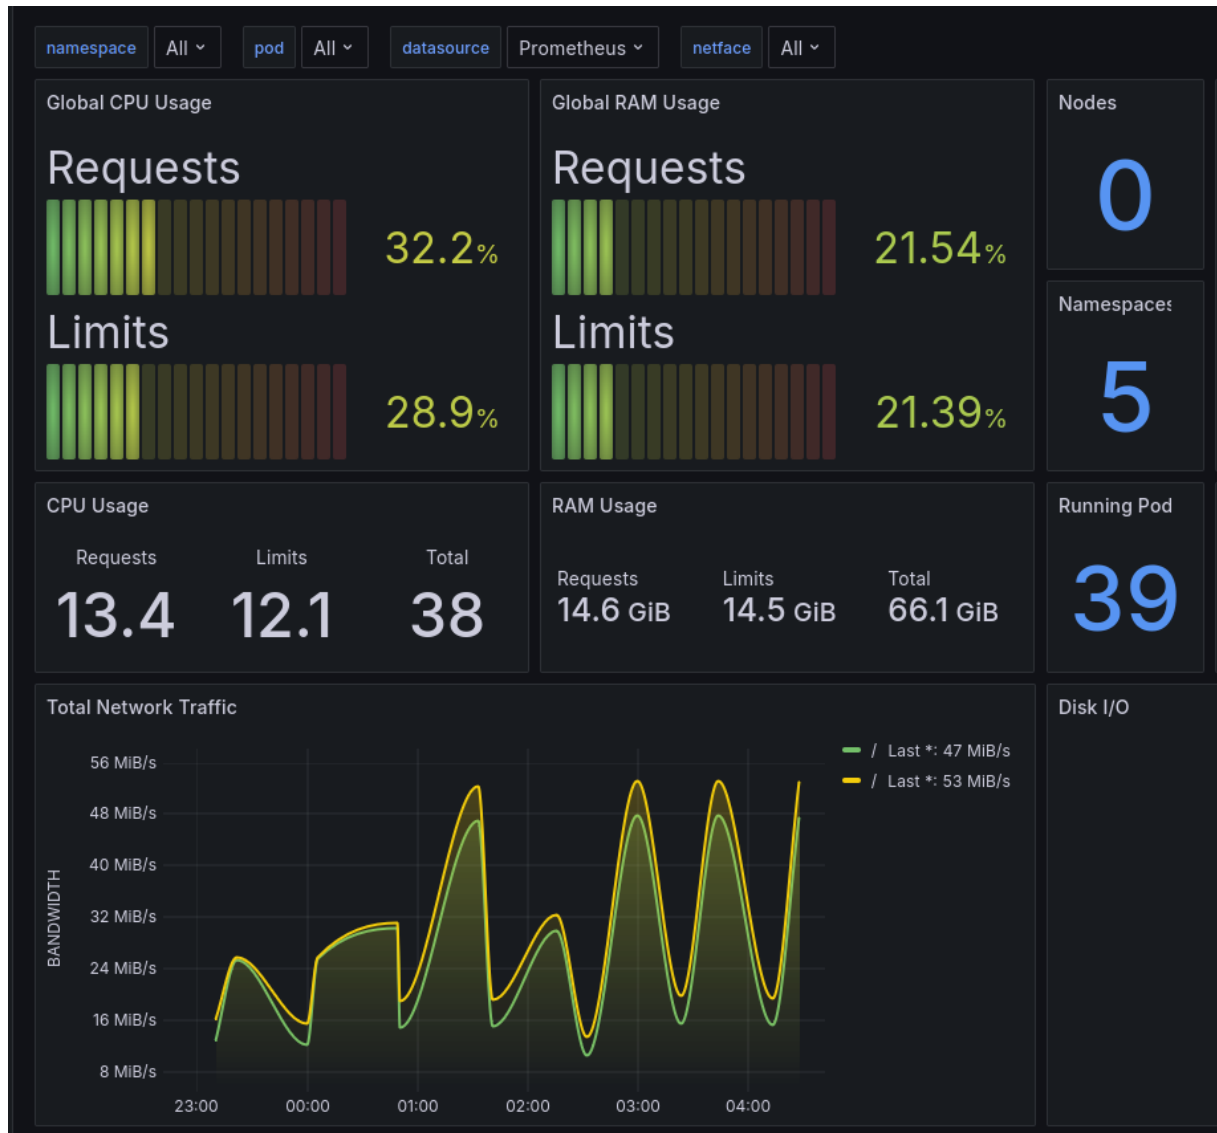 namespace All pod All datasource Prometheus netface All
Global CPU Usage
Requests
32.2%
Limits
28.9%
Global RAM Usage
Requests
21.54%
Limits
21.39%
Nodes
0
Namespaces
5
CPU Usage
Requests Limits Total
13.4 12.1 38
RAM Usage
Requests Limits Total
14.6 GiB 14.5 GiB 66.1 GiB
Running Pod
39
Total Network Traffic
BANDWIDTH
56 MiB/s
48 MiB/s
40 MiB/s
32 MiB/s
24 MiB/s
16 MiB/s
8 MiB/s
23:00 00:00 01:00 02:00 03:00 04:00
/ Last *: 47 MiB/s
/ Last *: 53 MiB/s
Disk I/O